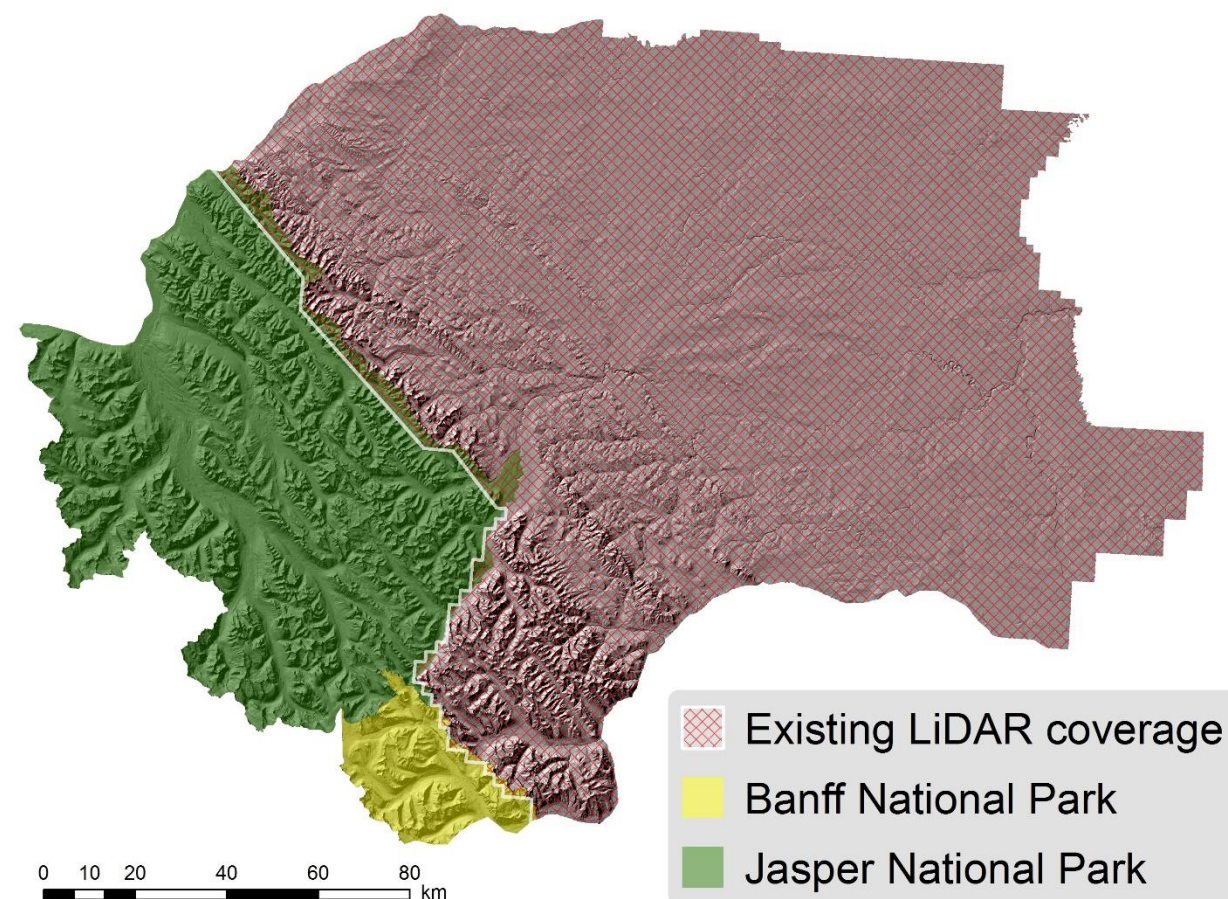 Existing LiDAR coverage
Banff National Park
Jasper National Park
0 10 20 40 60 80
km